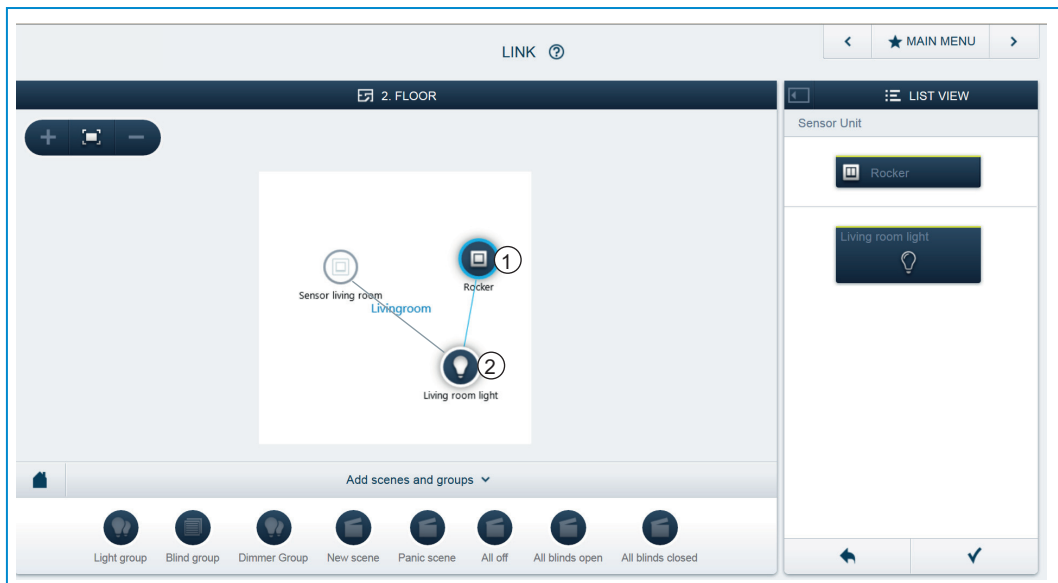 LINK ?
MAIN MENU
2. FLOOR
LIST VIEW
Sensor Unit
Rocker
Living room light
1
Rocker
Sensor living room
Livingroom
2
Living room light
Add scenes and groups
Light group
Blind group
Dimmer Group
New scene
Panic scene
All off
All blinds open
All blinds closed